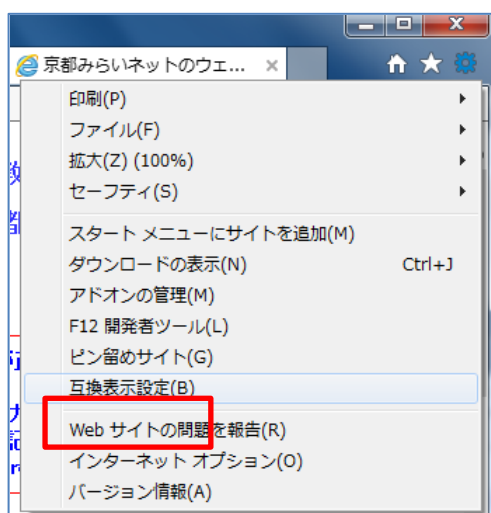 京都みらいネットのウェ...
印刷(P)
ファイル(F)
拡大(Z) (100%)
セーフティ(S)
スタート メニューにサイトを追加(M)
ダウンロードの表示(N) Ctrl+J
アドオンの管理(M)
F12 開発者ツール(L)
ピン留めサイト(G)
互換表示設定(B)
Web サイトの問題を報告(R)
インターネット オプション(O)
バージョン情報(A)